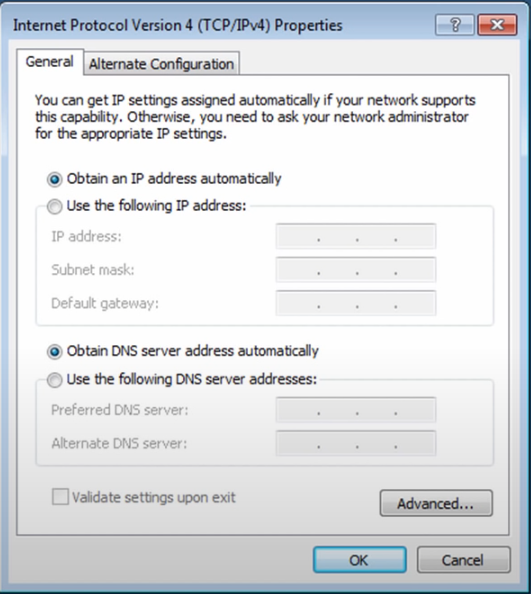 Internet Protocol Version 4 (TCP/IPv4) Properties
General
Alternate Configuration
You can get IP settings assigned automatically if your network supports
this capability. Otherwise, you need to ask your network administrator
for the appropriate IP settings.
Obtain an IP address automatically
Use the following IP address:
IP address:
Subnet mask:
Default gateway:
Obtain DNS server address automatically
Use the following DNS server addresses:
Preferred DNS server:
Alternate DNS server:
Validate settings upon exit
Advanced...
OK
Cancel